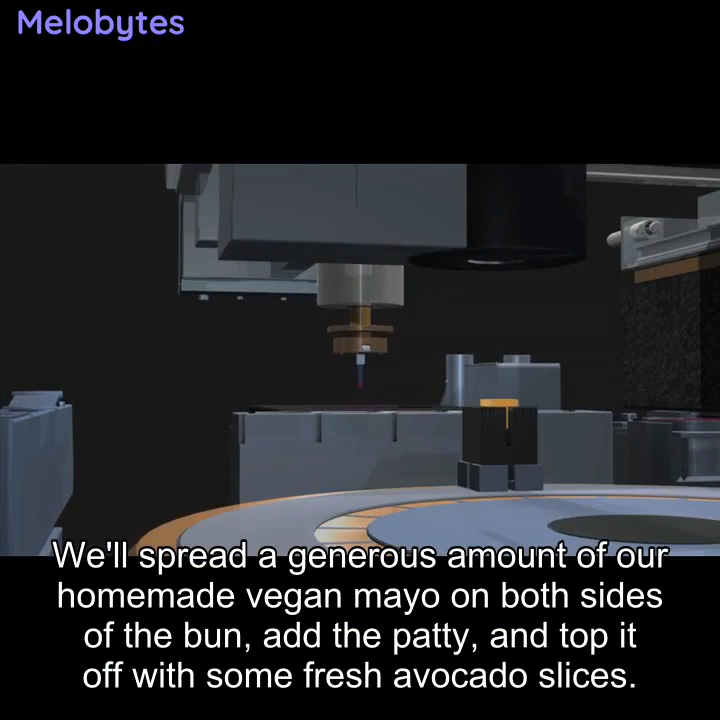 Melobytes
We'll spread a generous amount of our
homemade vegan mayo on both sides
of the bun, add the patty, and top it
off with some fresh avocado slices.